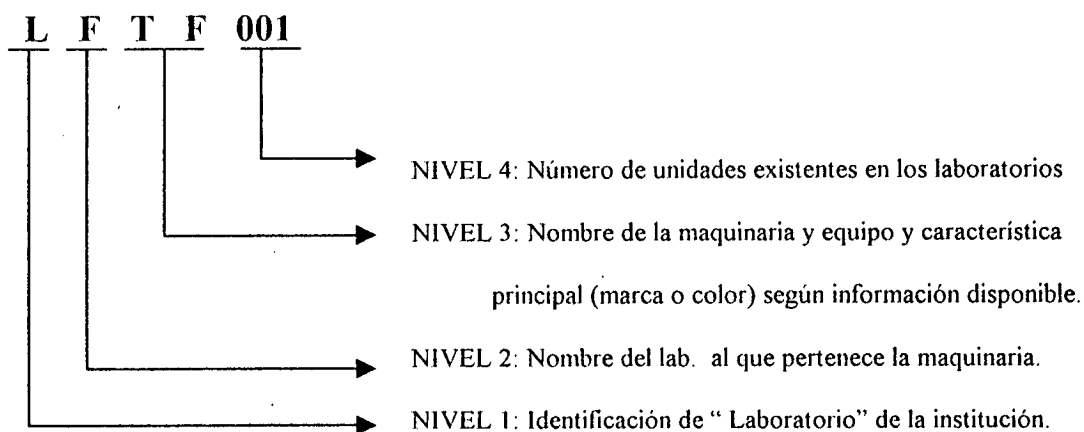 L F T F 001
NIVEL 4: Número de unidades existentes en los laboratorios
NIVEL 3: Nombre de la maquinaria y equipo y característica
principal (marca o color) según información disponible.
NIVEL 2: Nombre del lab. al que pertenece la maquinaria.
NIVEL 1: Identificación de “ Laboratorio” de la institución.